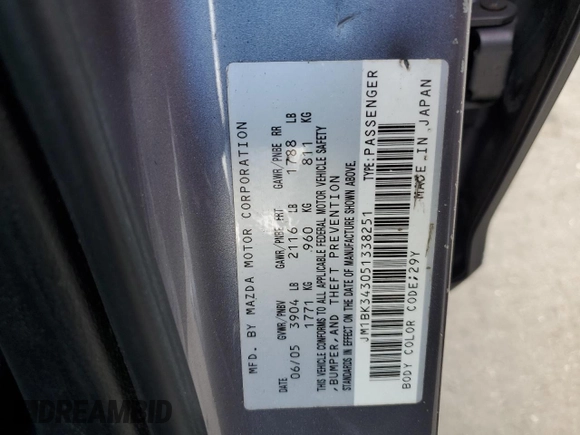 MFD. BY MAZDA MOTOR CORPORATION
DATE GVWR/PNBV GAWR/PNBE FRT GAWR/PNBE RR
06/05 3904 LB 2116 LB 1788 LB
1771 KG 960 KG 811 KG
THIS VEHICLE CONFORMS TO ALL APPLICABLE FEDERAL MOTOR VEHICLE SAFETY
,BUMPER,AND THEFT PREVENTION
STANDARDS IN EFFECT ON THE DATE OF MANUFACTURE SHOWN ABOVE.
JM1BK343051338251 TYPE:PASSENGER
BODY COLOR CODE;29Y MADE IN JAPAN
IDREAMBID